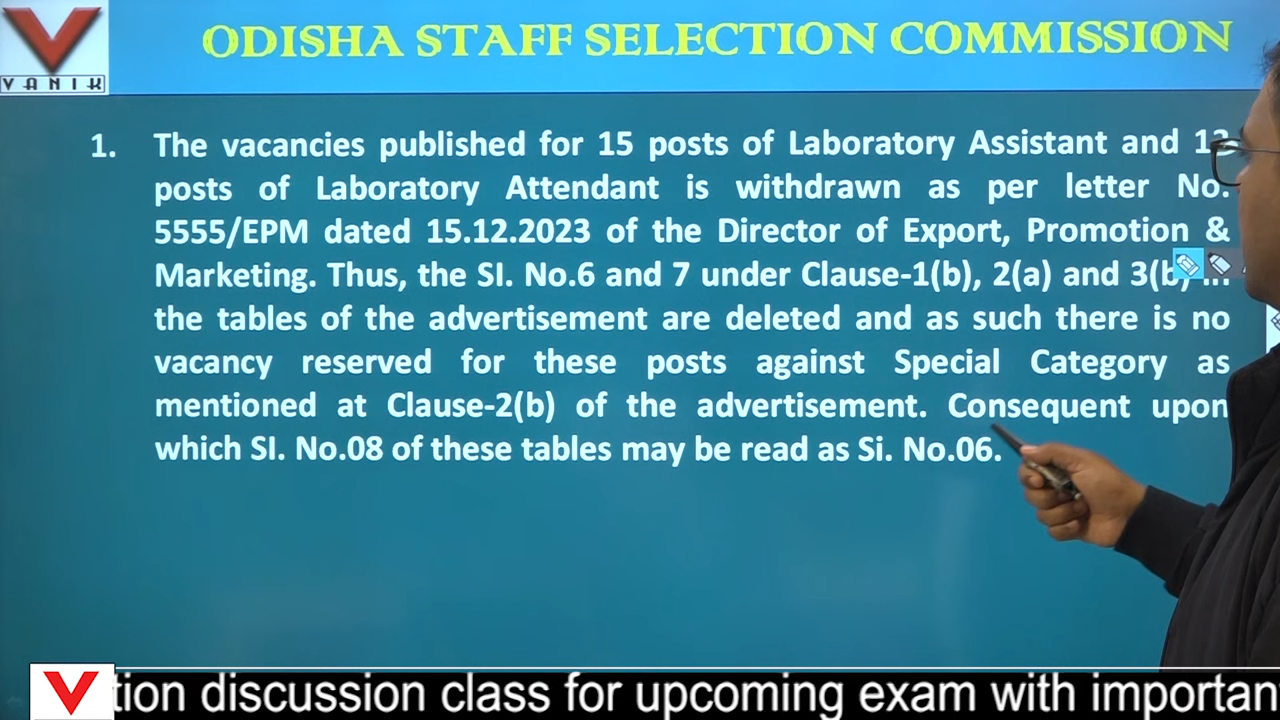 VANIK
ODISHA STAFF SELECTION COMMISSION
1. The vacancies published for 15 posts of Laboratory Assistant and
posts of Laboratory Attendant is withdrawn as per letter No.
5555/EPM dated 15.12.2023 of the Director of Export, Promotion &
Marketing. Thus, the SI. No.6 and 7 under Clause-1(b), 2(a) and 3(b)
the tables of the advertisement are deleted and as such there is no
vacancy reserved for these posts against Special Category as
mentioned at Clause-2(b) of the advertisement. Consequent upon
which SI. No.08 of these tables may be read as Si. No.06.
tion discussion class for upcoming exam with importan